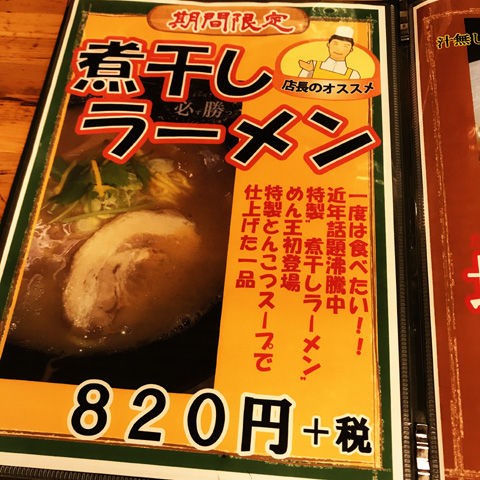 期間限定
煮干し
ラーメン
店長のオススメ
必勝
一度は食べたい!!
近年話題沸騰中
特製 煮干しラーメン"
めん王初登場
特製とんこつスープで
仕上げた一品
820円+税
汁無し